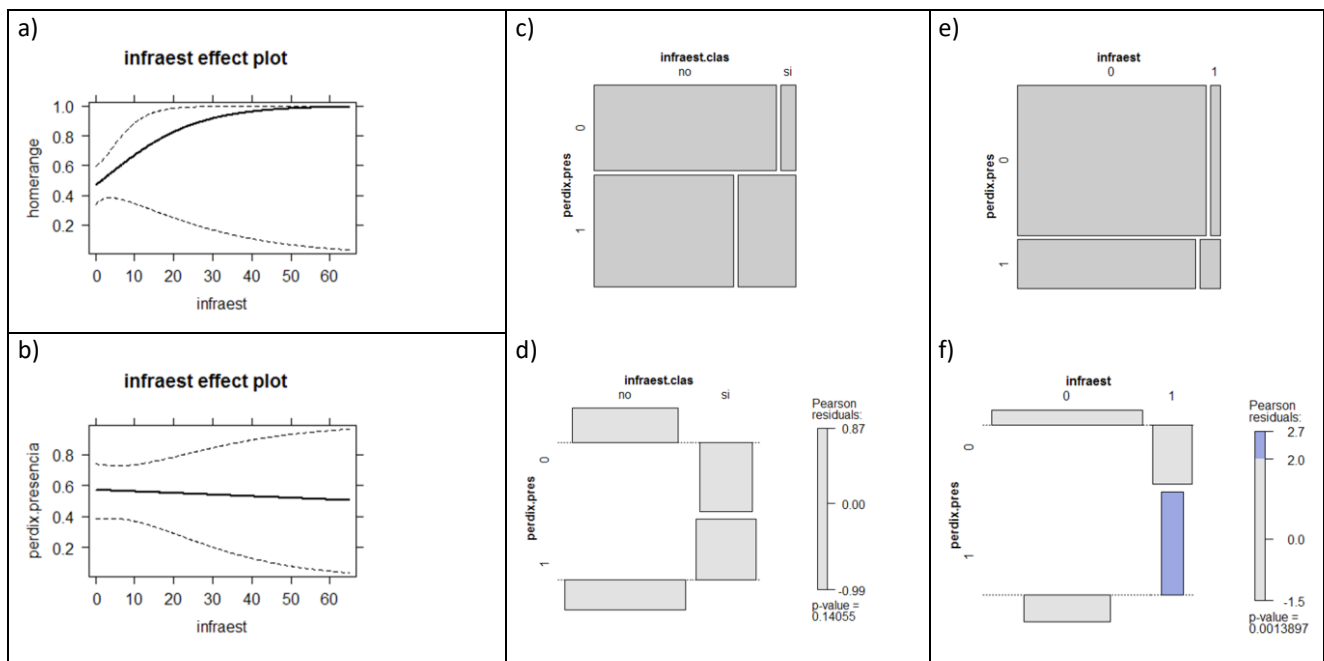 a)
infraest effect plot
homerange
1.0
0.8
0.6
0.4
0.2
0 10 20 30 40 50 60
infraest
b)
infraest effect plot
perdix.presencia
0.8
0.6
0.4
0.2
0 10 20 30 40 50 60
infraest
c)
infraest.clas
no si
perdix.pres
0
1
d)
infraest.clas
no si
perdix.pres
0
1
Pearson
residuals:
0.87
0.00
-0.99
p-value =
0.14055
e)
infraest
0 1
perdix.pres
0
1
f)
infraest
0 1
perdix.pres
0
1
Pearson
residuals:
2.7
2.0
0.0
-1.5
p-value =
0.0013897